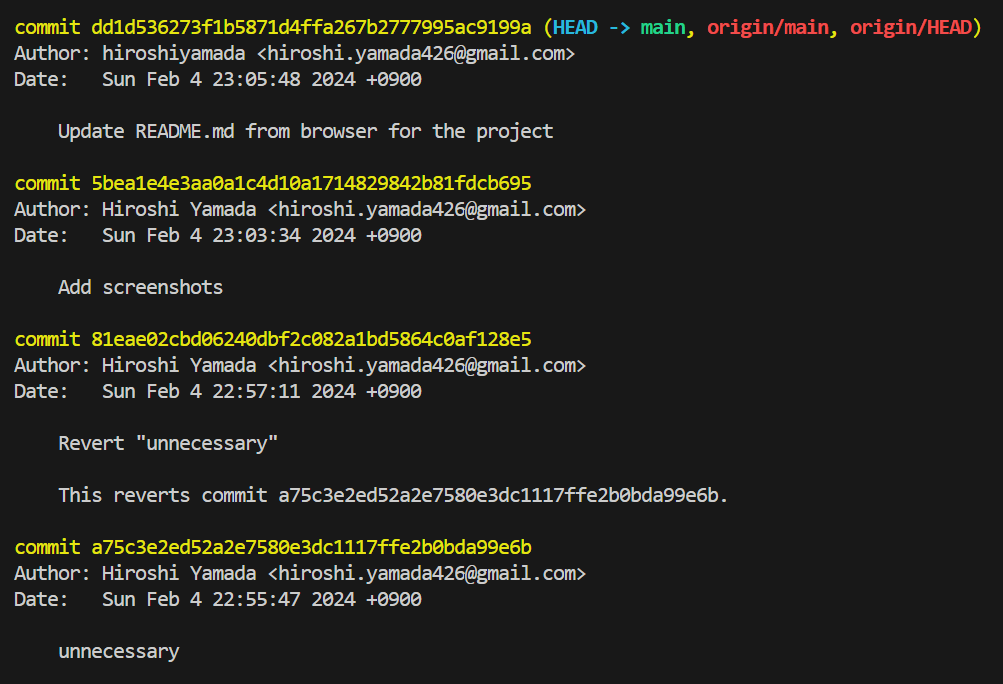 commit dd1d536273f1b5871d4ffa267b2777995ac9199a (HEAD -> main, origin/main, origin/HEAD)
Author: hiroshiyamada <hiroshi.yamada426@gmail.com>
Date:   Sun Feb 4 23:05:48 2024 +0900
    Update README.md from browser for the project
commit 5bea1e4e3aa0a1c4d10a1714829842b81fdcb695
Author: Hiroshi Yamada <hiroshi.yamada426@gmail.com>
Date:   Sun Feb 4 23:03:34 2024 +0900
    Add screenshots
commit 81eae02cbd06240dbf2c082a1bd5864c0af128e5
Author: Hiroshi Yamada <hiroshi.yamada426@gmail.com>
Date:   Sun Feb 4 22:57:11 2024 +0900
    Revert "unnecessary"
    This reverts commit a75c3e2ed52a2e7580e3dc1117ffe2b0bda99e6b.
commit a75c3e2ed52a2e7580e3dc1117ffe2b0bda99e6b
Author: Hiroshi Yamada <hiroshi.yamada426@gmail.com>
Date:   Sun Feb 4 22:55:47 2024 +0900
    unnecessary